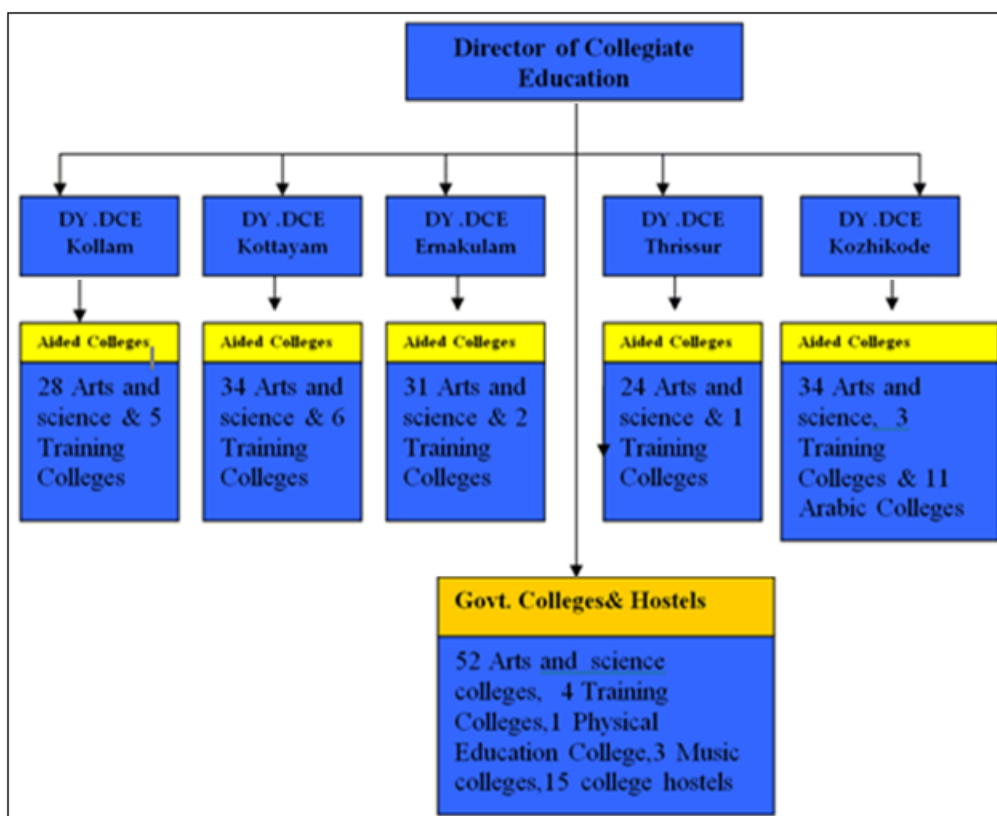 Director of Collegiate
Education
DY .DCE
Kollam
DY .DCE
Kottayam
DY .DCE
Ernakulam
DY .DCE
Thrissur
DY .DCE
Kozhikode
Aided Colleges
28 Arts and
science & 5
Training
Colleges
Aided Colleges
34 Arts and
science & 6
Training
Colleges
Aided Colleges
31 Arts and
science & 2
Training
Colleges
Aided Colleges
24 Arts and
science & 1
Training
Colleges
Aided Colleges
34 Arts and
science, 3
Training
Colleges & 11
Arabic Colleges
Govt. Colleges& Hostels
52 Arts and science
colleges, 4 Training
Colleges,1 Physical
Education College,3 Music
colleges,15 college hostels